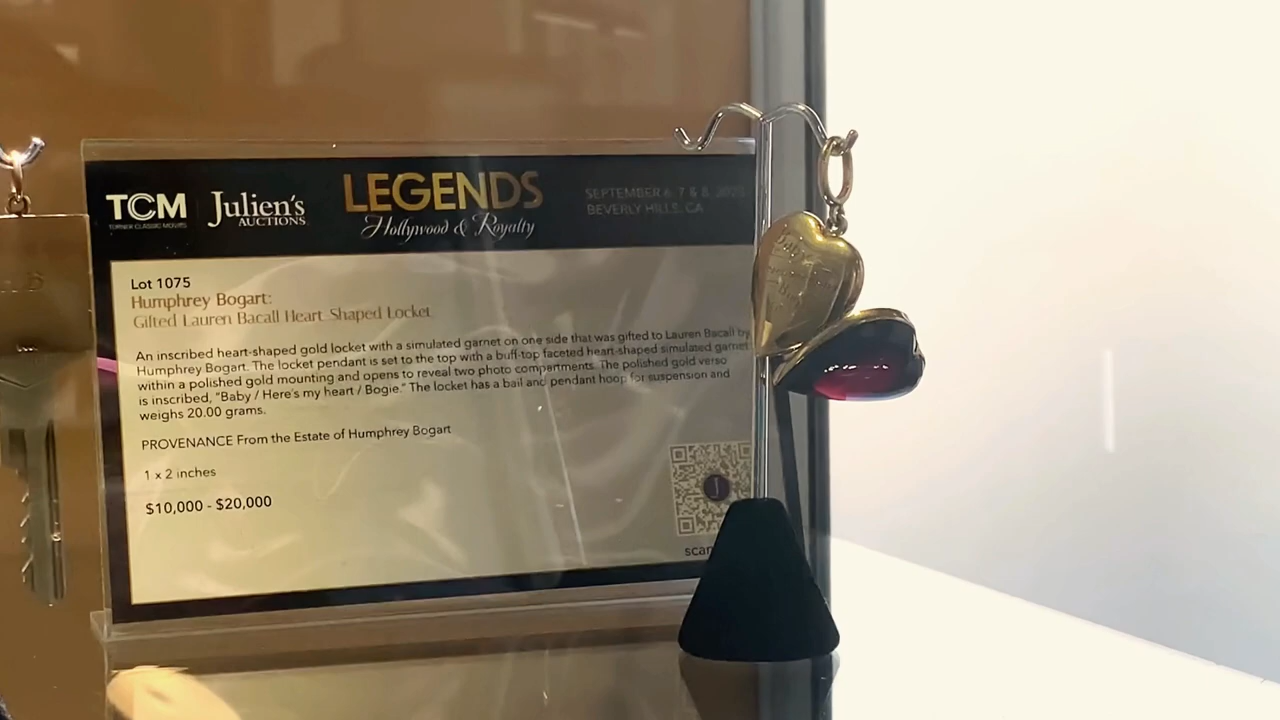 TCM
TURNER CLASSIC MOVIES
Julien's
AUCTIONS
LEGENDS
Hollywood & Royalty
SEPTEMBER 6, 7 & 8,
BEVERLY HILLS, CA
Lot 1075
Humphrey Bogart:
Gifted Lauren Bacall Heart Shaped Locket
An inscribed heart-shaped gold locket with a simulated garnet on one side that was gifted to Lauren Bacall by
Humphrey Bogart. The locket pendant is set to the top with a buff-top faceted heart-shaped simulated garnet
within a polished gold mounting and opens to reveal two photo compartments. The polished gold verso
is inscribed, "Baby / Here's my heart / Bogie." The locket has a bail and pendant hoop for suspension and
weighs 20.00 grams.
PROVENANCE From the Estate of Humphrey Bogart
1 x 2 inches
$10,000 - $20,000
J
Baby